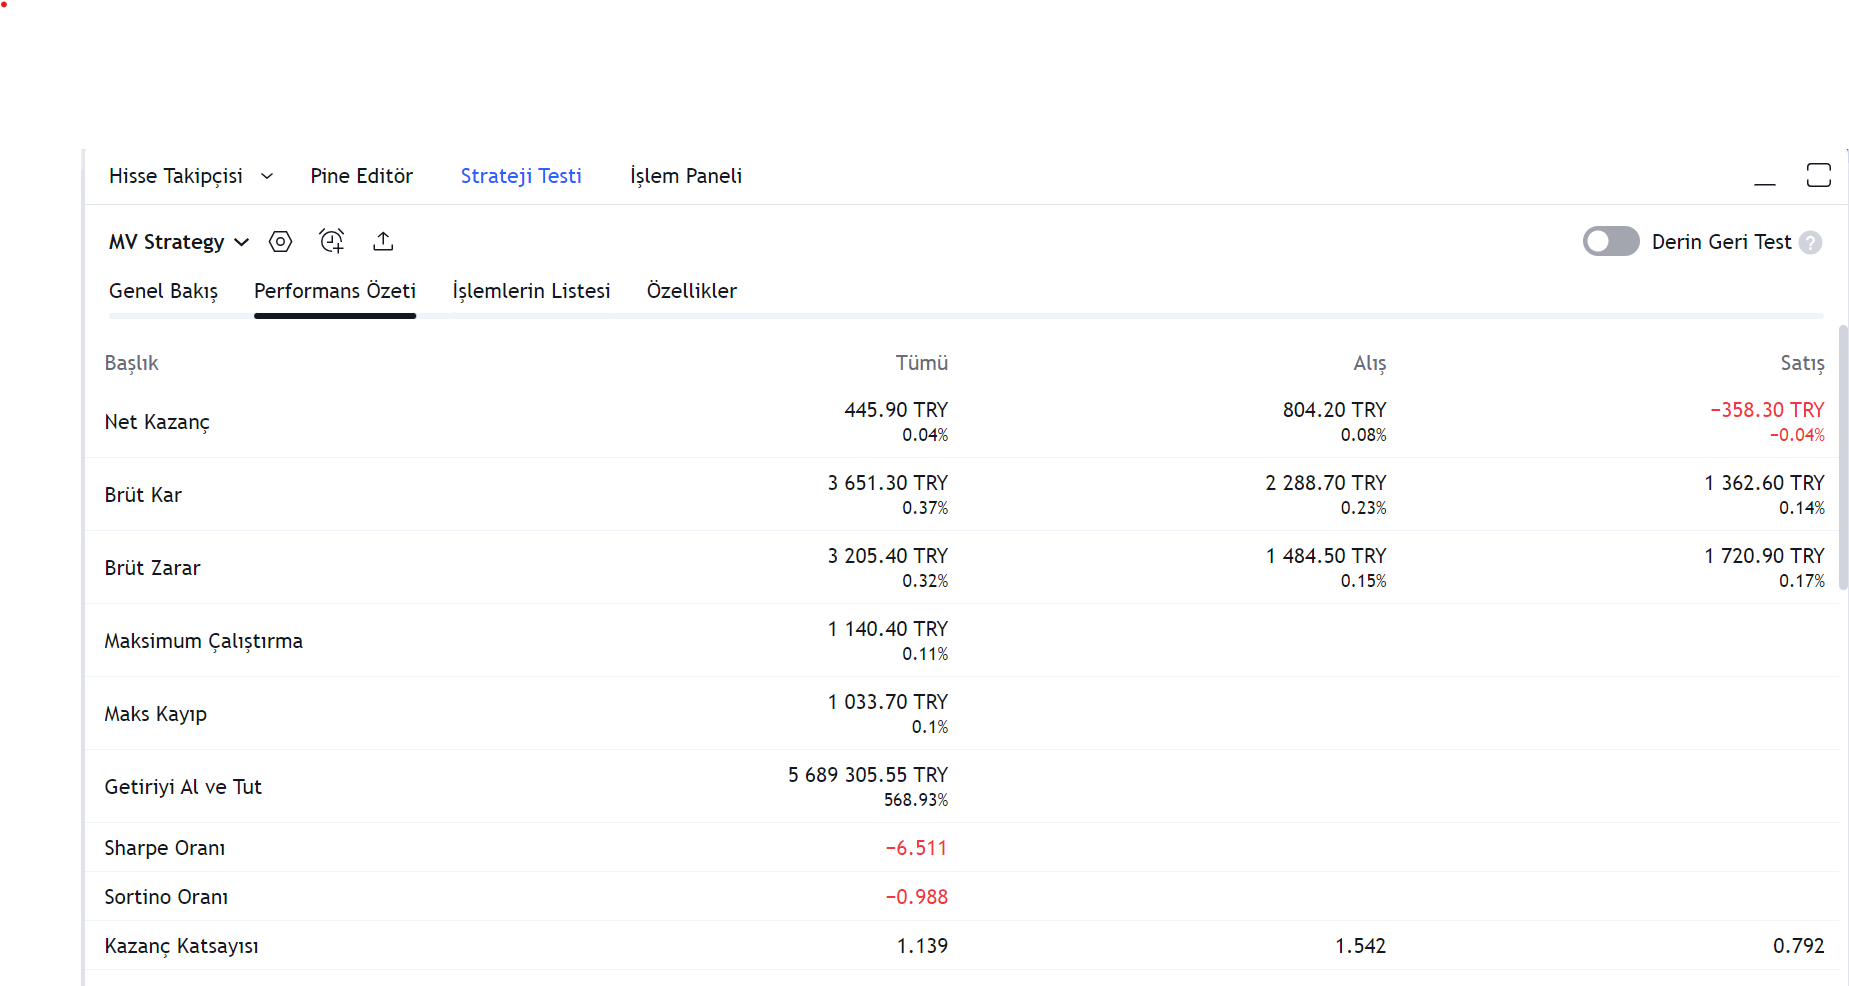 Hisse Takipçisi Pine Editör Strateji Testi İşlem Paneli
MV Strategy Derin Geri Test ?
Genel Bakış Performans Özeti İşlemlerin Listesi Özellikler
Başlık Tümü Alış Satış
Net Kazanç 445.90 TRY 804.20 TRY −358.30 TRY
0.04% 0.08% −0.04%
Brüt Kar 3 651.30 TRY 2 288.70 TRY 1 362.60 TRY
0.37% 0.23% 0.14%
Brüt Zarar 3 205.40 TRY 1 484.50 TRY 1 720.90 TRY
0.32% 0.15% 0.17%
Maksimum Çalıştırma 1 140.40 TRY
0.11%
Maks Kayıp 1 033.70 TRY
0.1%
Getiriyi Al ve Tut 5 689 305.55 TRY
568.93%
Sharpe Oranı −6.511
Sortino Oranı −0.988
Kazanç Katsayısı 1.139 1.542 0.792